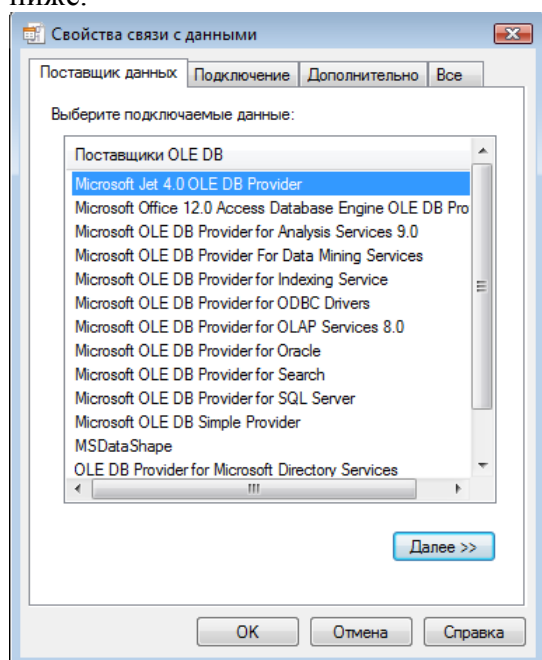 ниже.
Свойства связи с данными
Поставщик данных Подключение Дополнительно Все
Выберите подключаемые данные:
Поставщики OLE DB
Microsoft Jet 4.0 OLE DB Provider
Microsoft Office 12.0 Access Database Engine OLE DB Pro
Microsoft OLE DB Provider for Analysis Services 9.0
Microsoft OLE DB Provider For Data Mining Services
Microsoft OLE DB Provider for Indexing Service
Microsoft OLE DB Provider for ODBC Drivers
Microsoft OLE DB Provider for OLAP Services 8.0
Microsoft OLE DB Provider for Oracle
Microsoft OLE DB Provider for Search
Microsoft OLE DB Provider for SQL Server
Microsoft OLE DB Simple Provider
MSDataShape
OLE DB Provider for Microsoft Directory Services
Далее >>
OK Отмена Справка